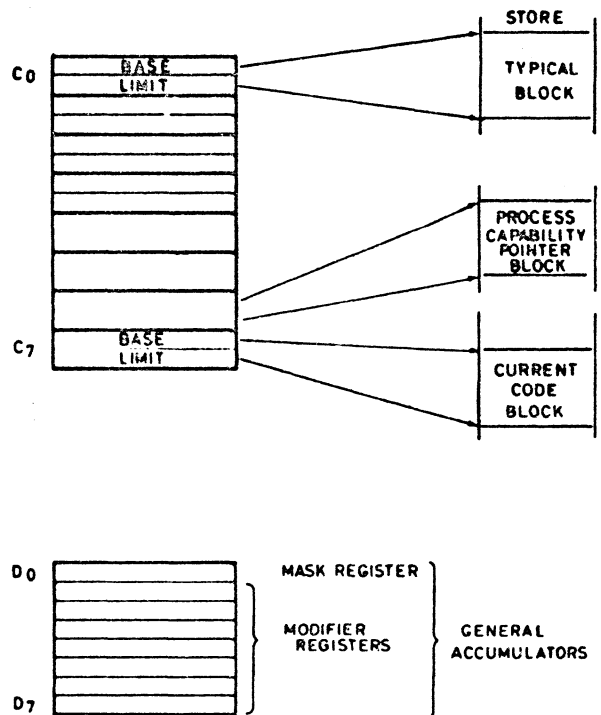 STORE
C0
BASE
LIMIT
TYPICAL
BLOCK
PROCESS
CAPABILITY
POINTER
BLOCK
C7
BASE
LIMIT
CURRENT
CODE
BLOCK
D0
MASK REGISTER
MODIFIER
REGISTERS
GENERAL
ACCUMULATORS
D7